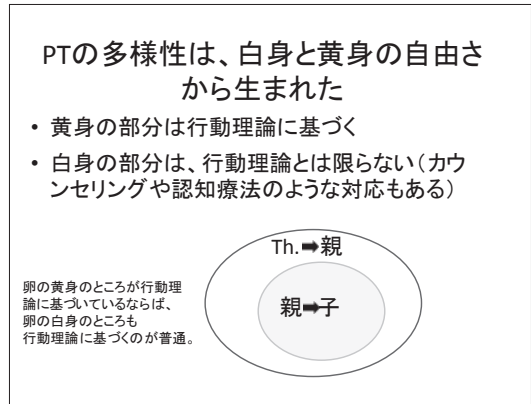 PTの多様性は、白身と黄身の自由さ
から生まれた
• 黄身の部分は行動理論に基づく
• 白身の部分は、行動理論とは限らない（カウ
ンセリングや認知療法のような対応もある）
Th.➡親
親➡子
卵の黄身のところが行動理
論に基づいているならば、
卵の白身のところも
行動理論に基づくのが普通。